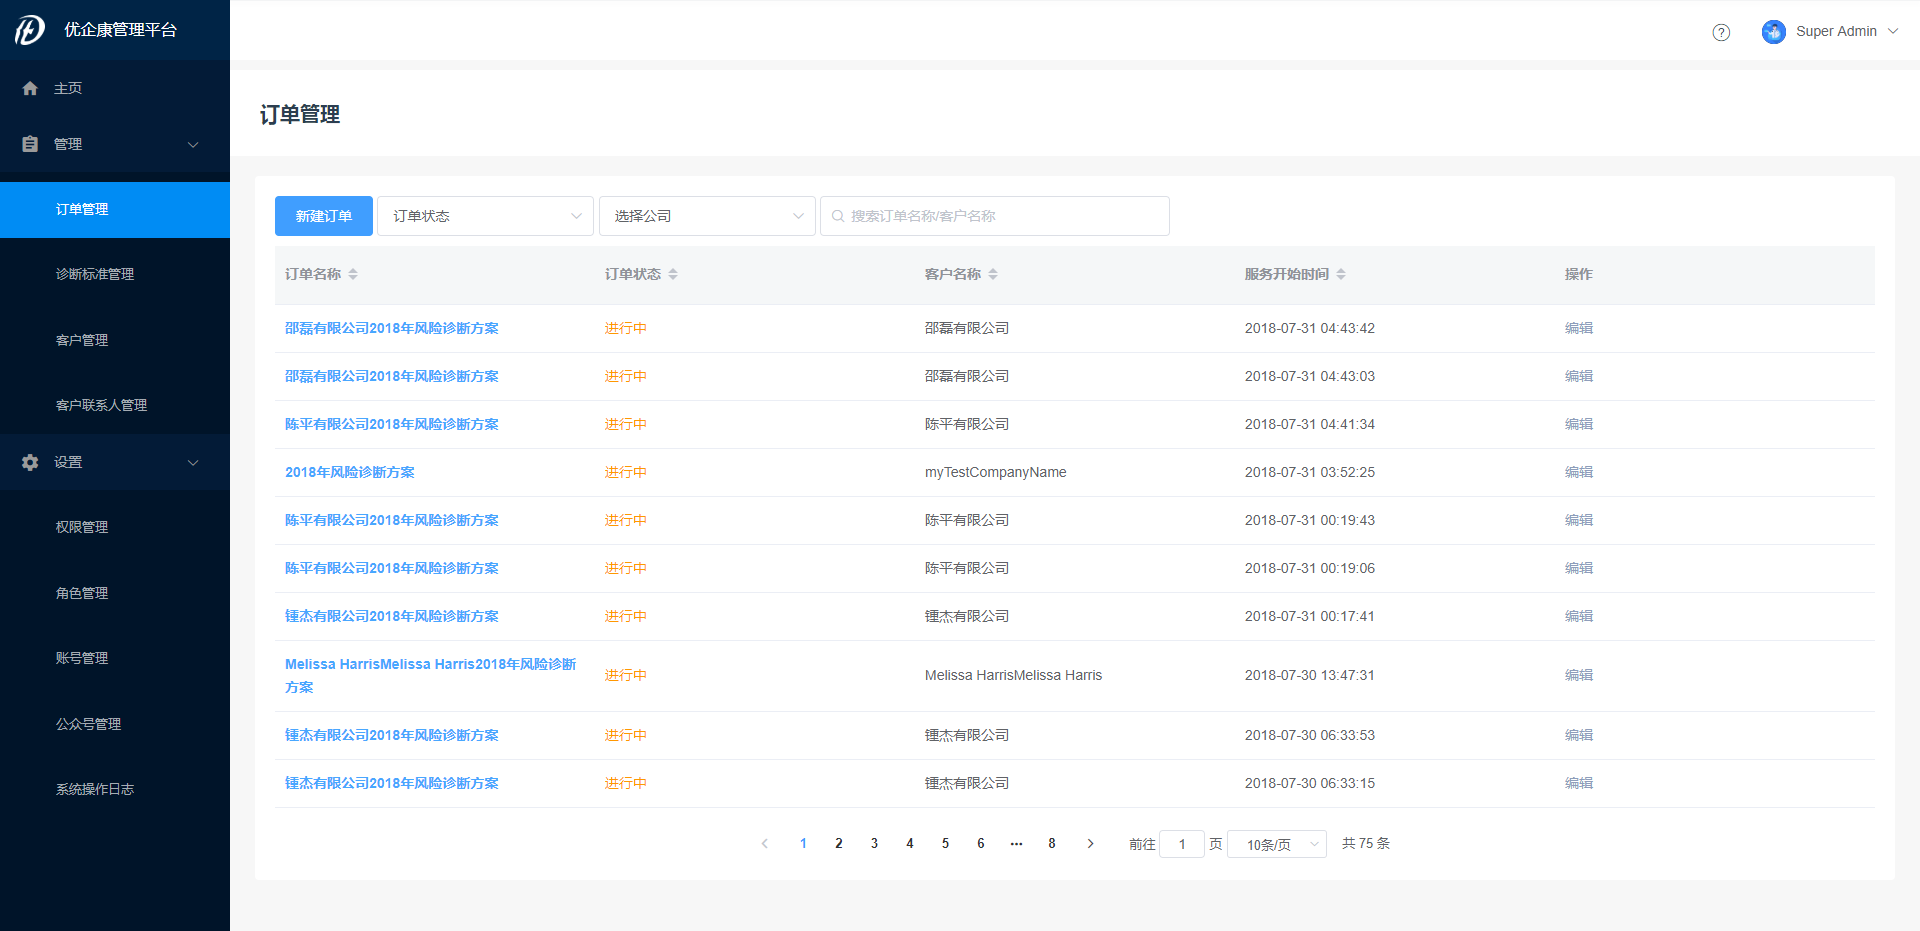 优企康管理平台
Super Admin
主页
管理
订单管理
诊断标准管理
客户管理
客户联系人管理
设置
权限管理
角色管理
账号管理
公众号管理
系统操作日志
订单管理
新建订单 订单状态 选择公司 搜索订单名称/客户名称
订单名称 订单状态 客户名称 服务开始时间 操作
邵磊有限公司2018年风险诊断方案 进行中 邵磊有限公司 2018-07-31 04:43:42 编辑
邵磊有限公司2018年风险诊断方案 进行中 邵磊有限公司 2018-07-31 04:43:03 编辑
陈平有限公司2018年风险诊断方案 进行中 陈平有限公司 2018-07-31 04:41:34 编辑
2018年风险诊断方案 进行中 myTestCompanyName 2018-07-31 03:52:25 编辑
陈平有限公司2018年风险诊断方案 进行中 陈平有限公司 2018-07-31 00:19:43 编辑
陈平有限公司2018年风险诊断方案 进行中 陈平有限公司 2018-07-31 00:19:06 编辑
锺杰有限公司2018年风险诊断方案 进行中 锺杰有限公司 2018-07-31 00:17:41 编辑
Melissa HarrisMelissa Harris2018年风险诊断
方案 进行中 Melissa HarrisMelissa Harris 2018-07-30 13:47:31 编辑
锺杰有限公司2018年风险诊断方案 进行中 锺杰有限公司 2018-07-30 06:33:53 编辑
锺杰有限公司2018年风险诊断方案 进行中 锺杰有限公司 2018-07-30 06:33:15 编辑
1 2 3 4 5 6 ··· 8 前往 1 页 10条/页 共 75 条